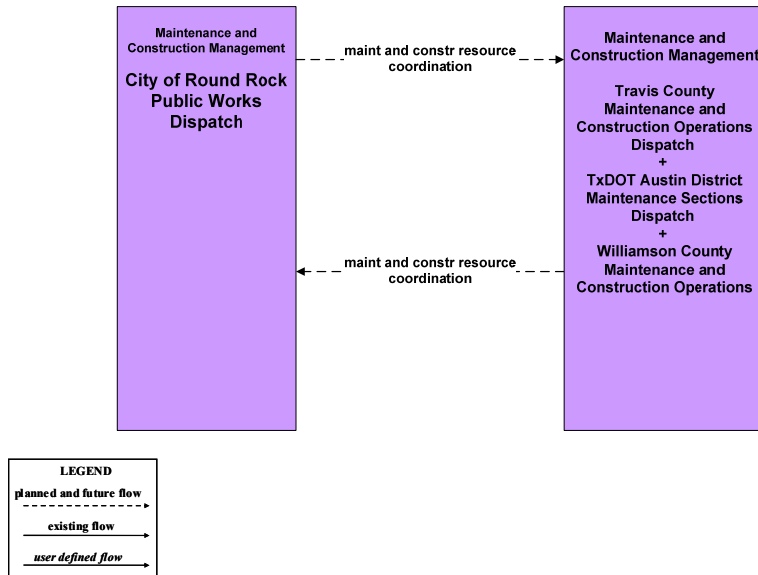 Maintenance and
Construction Management
City of Round Rock
Public Works
Dispatch
maint and constr resource
coordination
maint and constr resource
coordination
Maintenance and
Construction Management
Travis County
Maintenance and
Construction Operations
Dispatch
+
TxDOT Austin District
Maintenance Sections
Dispatch
+
Williamson County
Maintenance and
Construction Operations
LEGEND
planned and future flow
existing flow
user defined flow